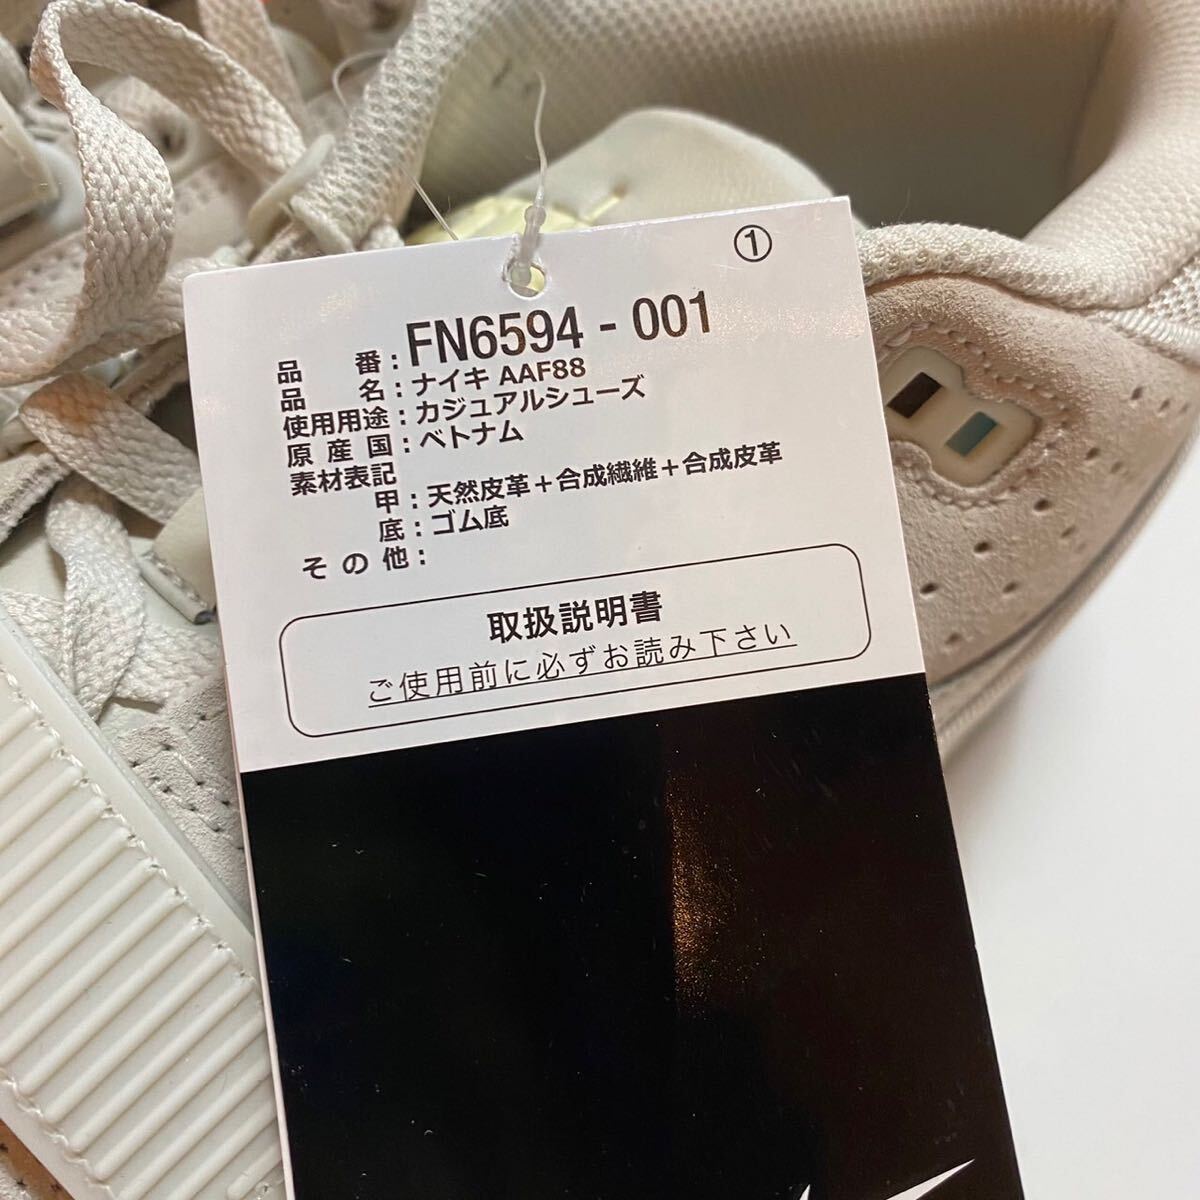 ①
品番：FN6594-001
品名：ナイキ AAF88
使用用途：カジュアルシューズ
原産国：ベトナム
素材表記
甲：天然皮革＋合成繊維＋合成皮革
底：ゴム底
その他：
取扱説明書
ご使用前に必ずお読み下さい